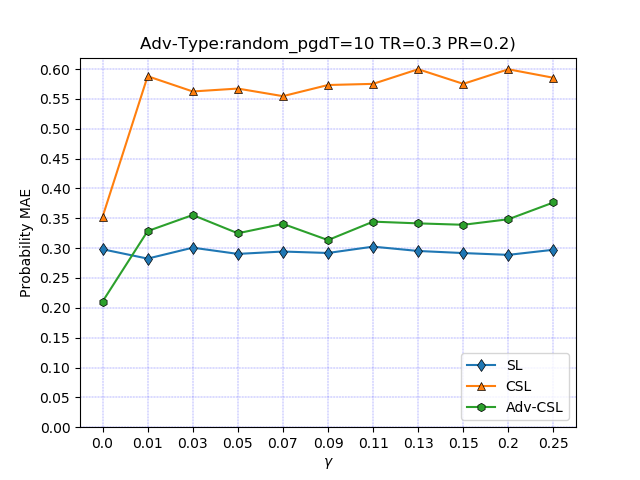 Adv-Type:random_pgdT=10 TR=0.3 PR=0.2)
Probability MAE
0.60
0.55
0.50
0.45
0.40
0.35
0.30
0.25
0.20
0.15
0.10
0.05
0.00
SL
CSL
Adv-CSL
0.0 0.01 0.03 0.05 0.07 0.09 0.11 0.13 0.15 0.2 0.25
γ